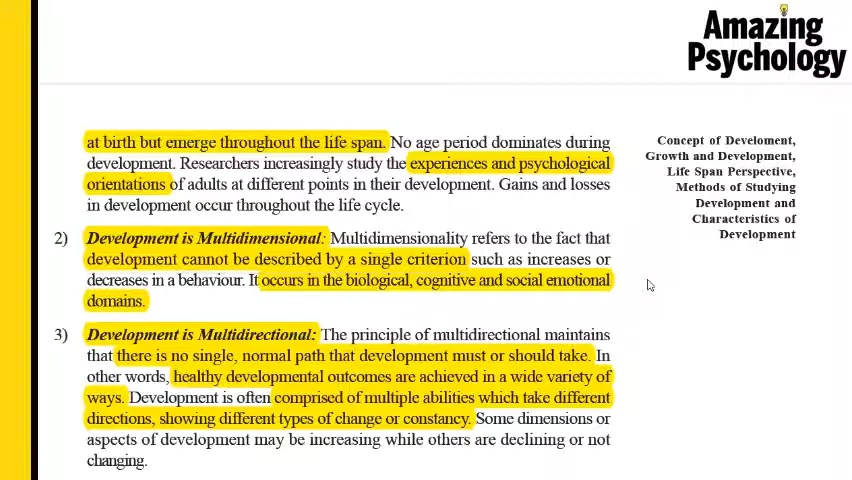 Amazing
Psychology
at birth but emerge throughout the life span. No age period dominates during
development. Researchers increasingly study the experiences and psychological
orientations of adults at different points in their development. Gains and losses
in development occur throughout the life cycle.
2) Development is Multidimensional: Multidimensionality refers to the fact that
development cannot be described by a single criterion such as increases or
decreases in a behaviour. It occurs in the biological, cognitive and social emotional
domains.
3) Development is Multidirectional: The principle of multidirectional maintains
that there is no single, normal path that development must or should take. In
other words, healthy developmental outcomes are achieved in a wide variety of
ways. Development is often comprised of multiple abilities which take different
directions, showing different types of change or constancy. Some dimensions or
aspects of development may be increasing while others are declining or not
changing.
Concept of Develoment,
Growth and Development,
Life Span Perspective,
Methods of Studying
Development and
Characteristics of
Development